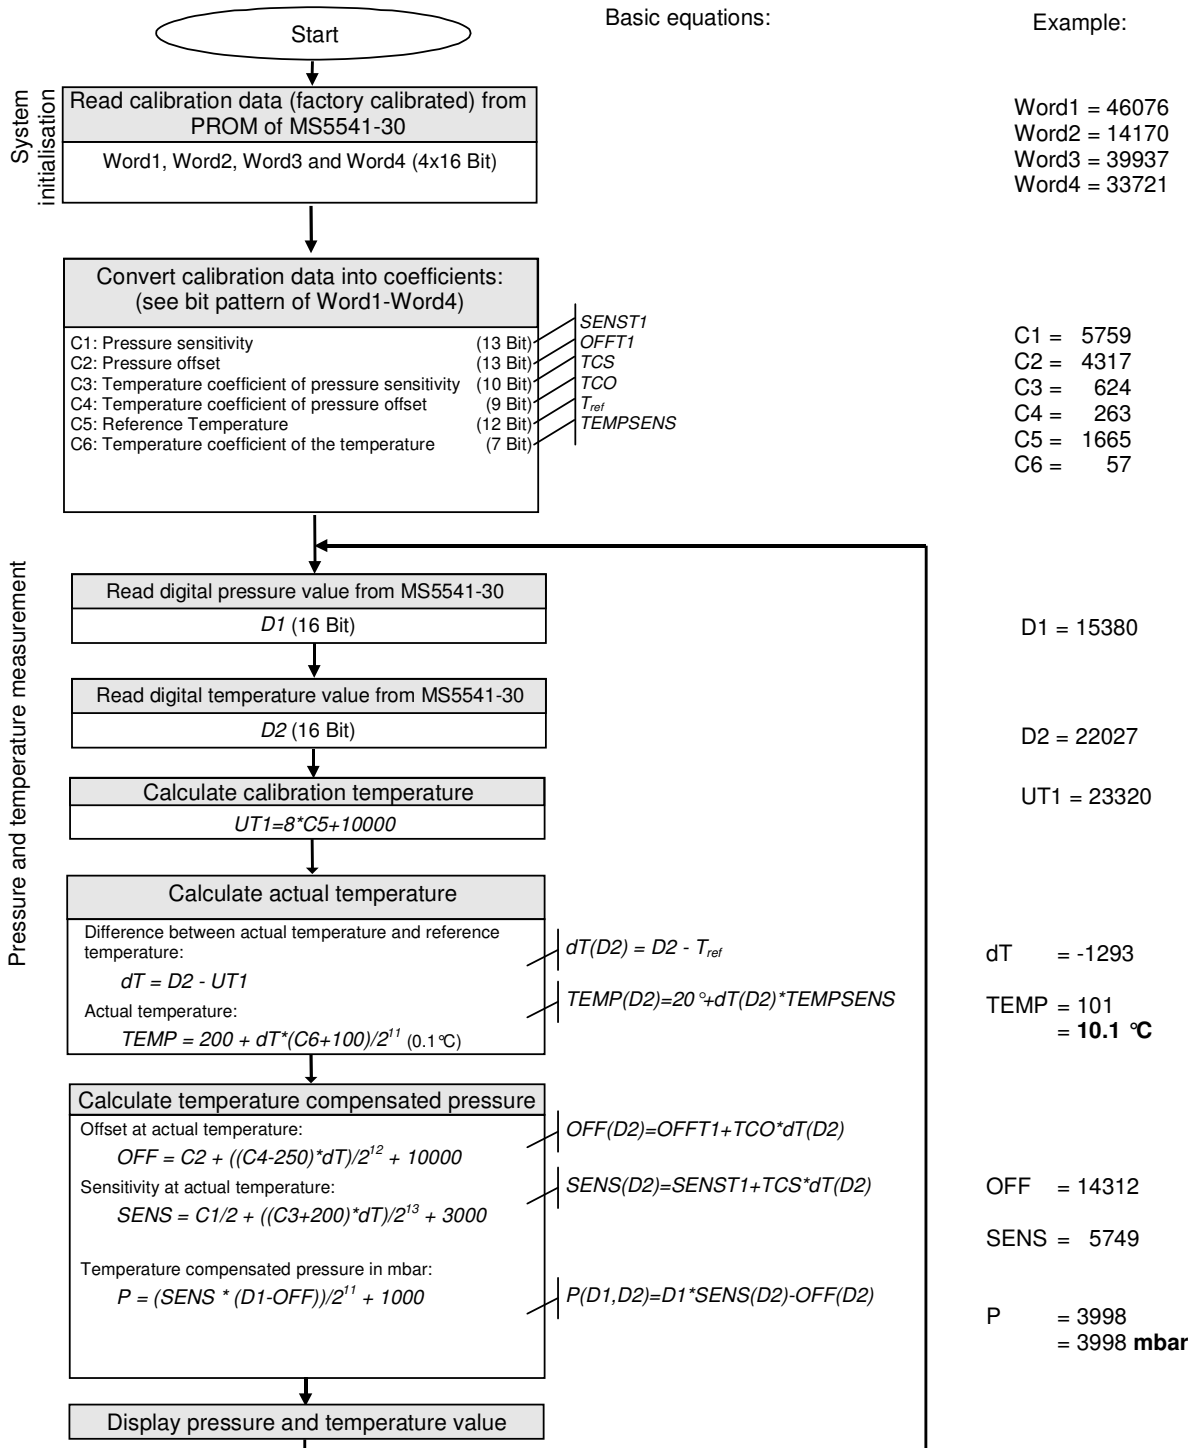 Start
Basic equations:
Example:
System
initialisation
Read calibration data (factory calibrated) from
PROM of MS5541-30
Word1, Word2, Word3 and Word4 (4x16 Bit)
Word1 = 46076
Word2 = 14170
Word3 = 39937
Word4 = 33721
Convert calibration data into coefficients:
(see bit pattern of Word1-Word4)
C1: Pressure sensitivity (13 Bit) SENST1
C2: Pressure offset (13 Bit) OFFT1
C3: Temperature coefficient of pressure sensitivity (10 Bit) TCS
C4: Temperature coefficient of pressure offset (9 Bit) TCO
C5: Reference Temperature (12 Bit) Tref
C6: Temperature coefficient of the temperature (7 Bit) TEMPSENS
C1 = 5759
C2 = 4317
C3 = 624
C4 = 263
C5 = 1665
C6 = 57
Pressure and temperature measurement
Read digital pressure value from MS5541-30
D1 (16 Bit)
D1 = 15380
Read digital temperature value from MS5541-30
D2 (16 Bit)
D2 = 22027
Calculate calibration temperature
UT1=8*C5+10000
UT1 = 23320
Calculate actual temperature
Difference between actual temperature and reference
temperature:
dT = D2 - UT1
dT(D2) = D2 - Tref
dT = -1293
Actual temperature:
TEMP = 200 + dT*(C6+100)/2¹¹ (0.1°C)
TEMP(D2)=20°+dT(D2)*TEMPSENS
TEMP = 101
= 10.1 °C
Calculate temperature compensated pressure
Offset at actual temperature:
OFF = C2 + ((C4-250)*dT)/2¹² + 10000
OFF(D2)=OFFT1+TCO*dT(D2)
OFF = 14312
Sensitivity at actual temperature:
SENS = C1/2 + ((C3+200)*dT)/2¹³ + 3000
SENS(D2)=SENST1+TCS*dT(D2)
SENS = 5749
Temperature compensated pressure in mbar:
P = (SENS * (D1-OFF))/2¹¹ + 1000
P(D1,D2)=D1*SENS(D2)-OFF(D2)
P = 3998
= 3998 mbar
Display pressure and temperature value